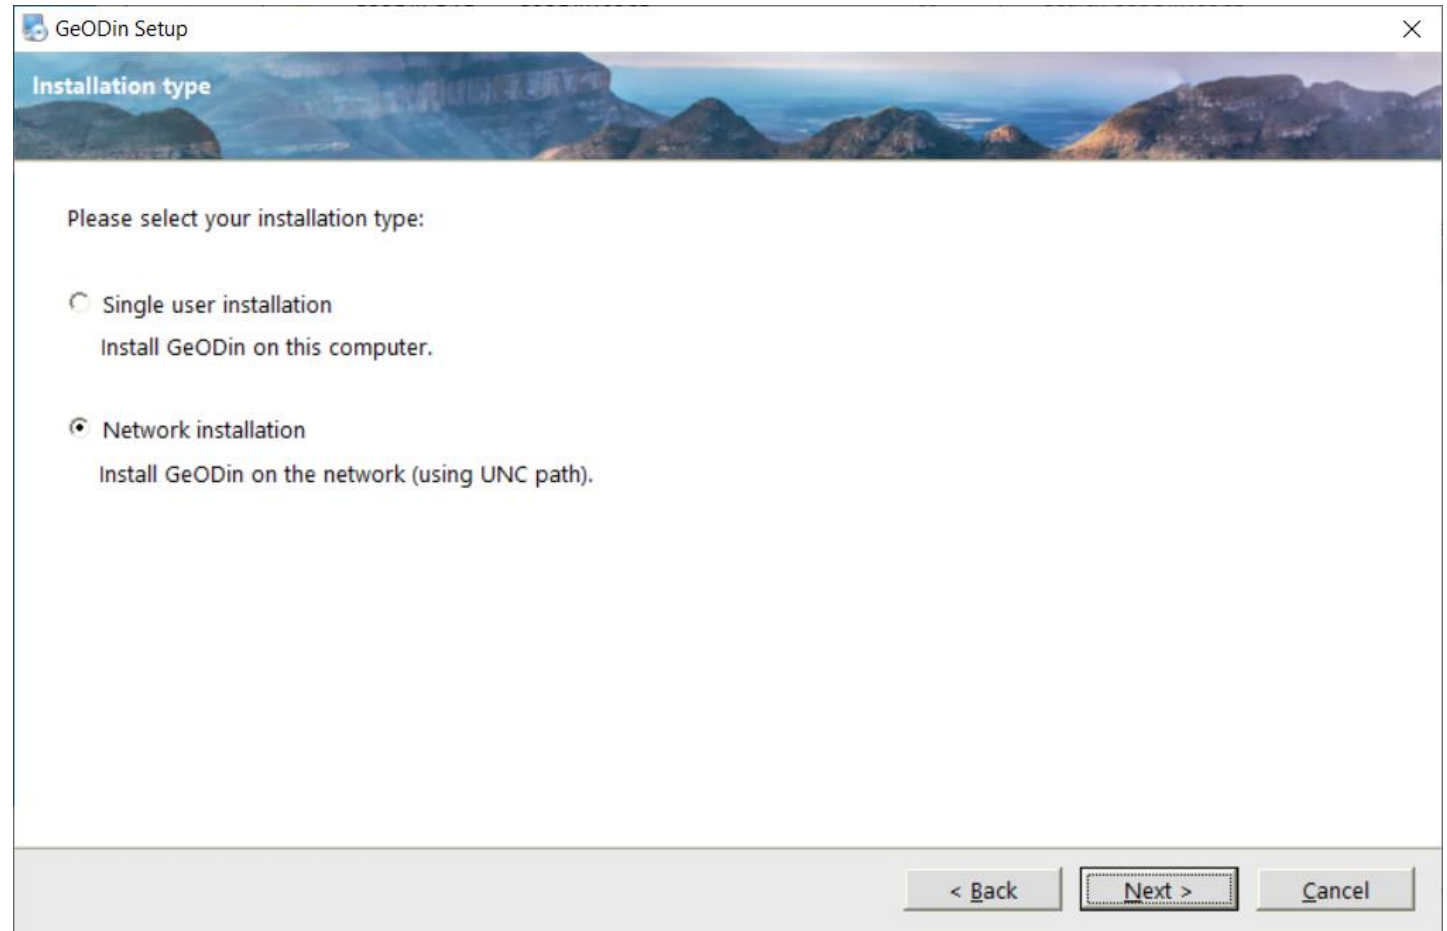 GeODin Setup
Installation type
Please select your installation type:
Single user installation
Install GeODin on this computer.
Network installation
Install GeODin on the network (using UNC path).
< Back
Next >
Cancel